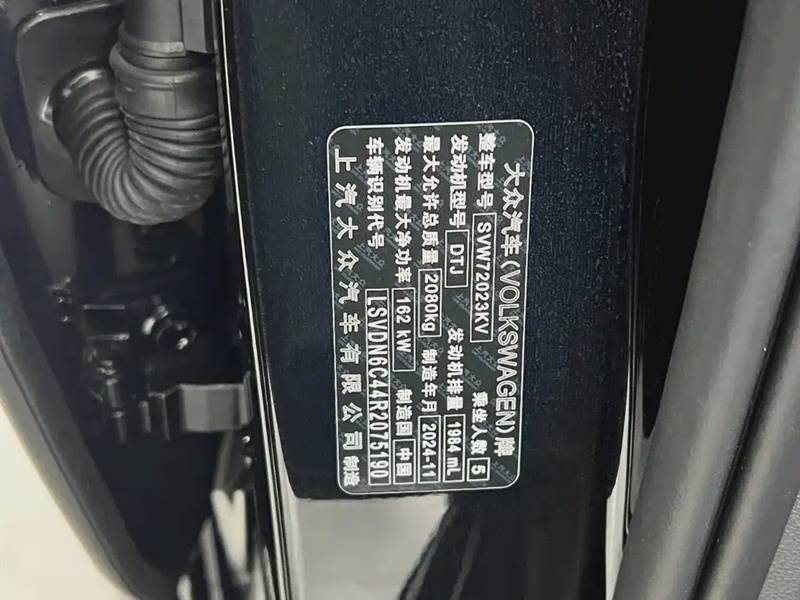 大众汽车(VOLKSWAGEN)牌
整车型号 SVW72023KV 乘坐人数 5
发动机型号 DTJ 发动机排量 1984 mL
最大允许总质量 2080kg 制造年月 2024-11
发动机最大净功率 162 kW 制造国 中国
车辆识别代号 LSVDN6C44R2075190
上汽大众汽车有限公司 制造